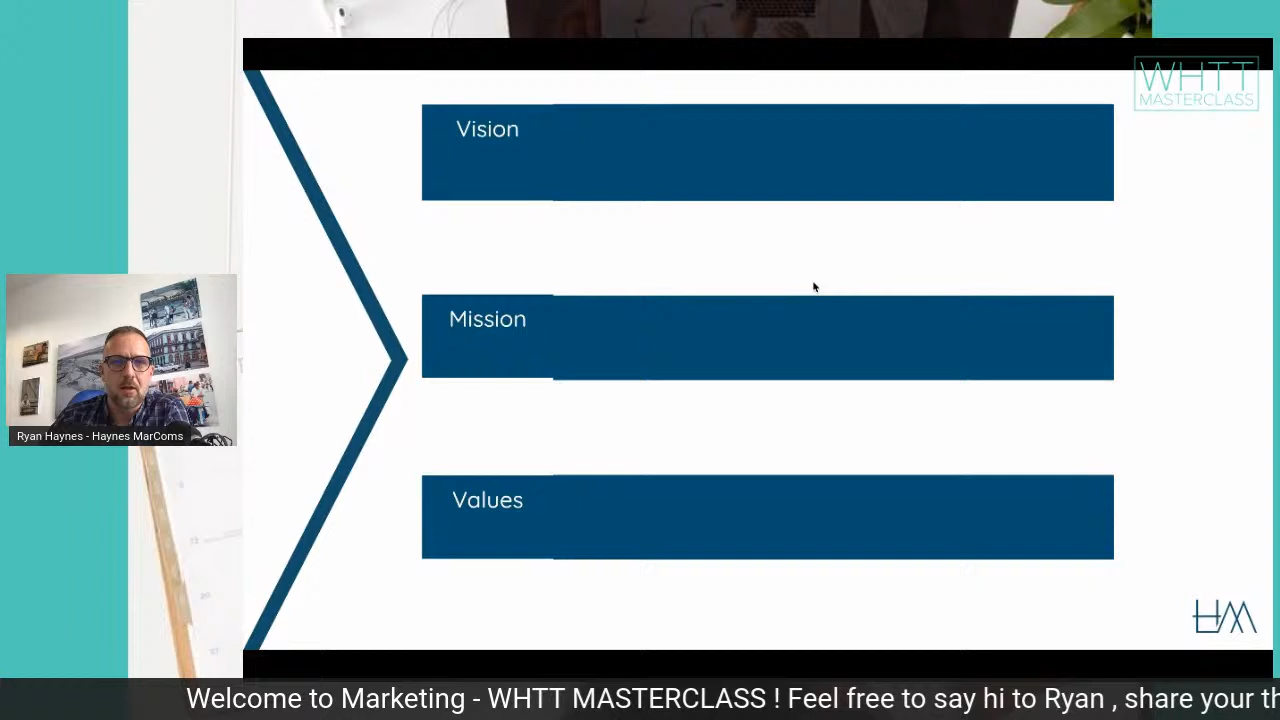 WHTT
MASTERCLASS
Vision
Mission
Values
Ryan Haynes - Haynes MarComs
HM
Welcome to Marketing - WHTT MASTERCLASS ! Feel free to say hi to Ryan , share your th